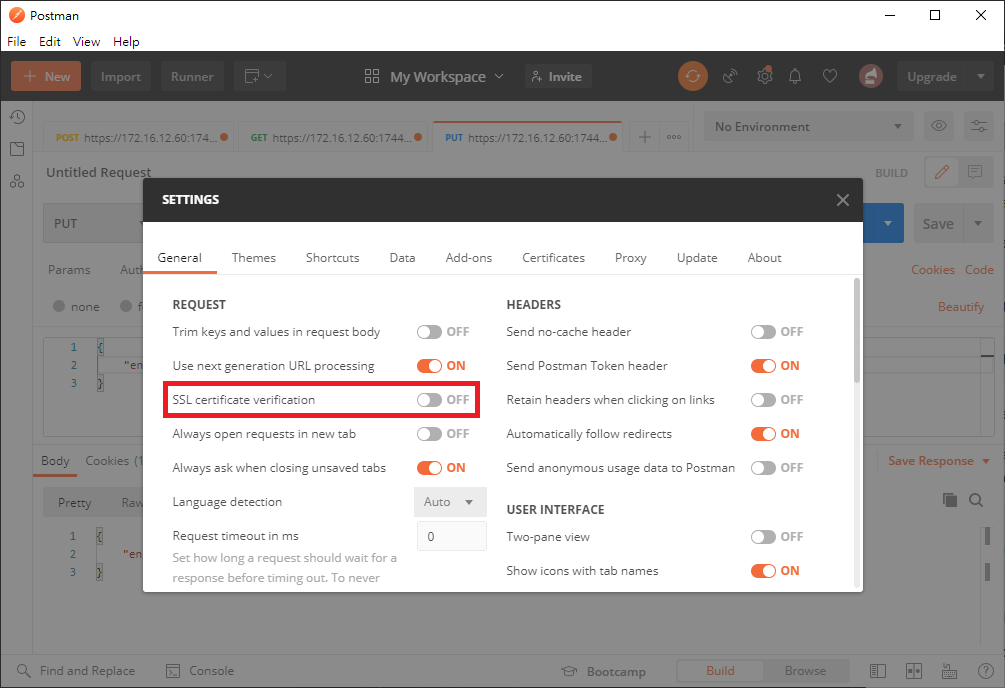 Postman
File Edit View Help
+ New Import Runner My Workspace Invite Upgrade
POST https://172.16.12.60:1744... GET https://172.16.12.60:1744... PUT https://172.16.12.60:1744... + ••• No Environment
Untitled Request BUILD
SETTINGS
PUT Save
General Themes Shortcuts Data Add-ons Certificates Proxy Update About
Params Cookies Code
none Beautify
REQUEST HEADERS
Trim keys and values in request body OFF Send no-cache header OFF
Use next generation URL processing ON Send Postman Token header ON
SSL certificate verification OFF Retain headers when clicking on links OFF
Always open requests in new tab OFF Automatically follow redirects ON
Always ask when closing unsaved tabs ON Send anonymous usage data to Postman OFF
Language detection Auto USER INTERFACE
Request timeout in ms 0 Two-pane view OFF
Set how long a request should wait for a
response before timing out. To never
Show icons with tab names ON
1 {
2 "en
3 }
Body Cookies (1 Save Response
Pretty Raw
1 {
2 "en
3 }
Find and Replace Console Bootcamp Build Browse